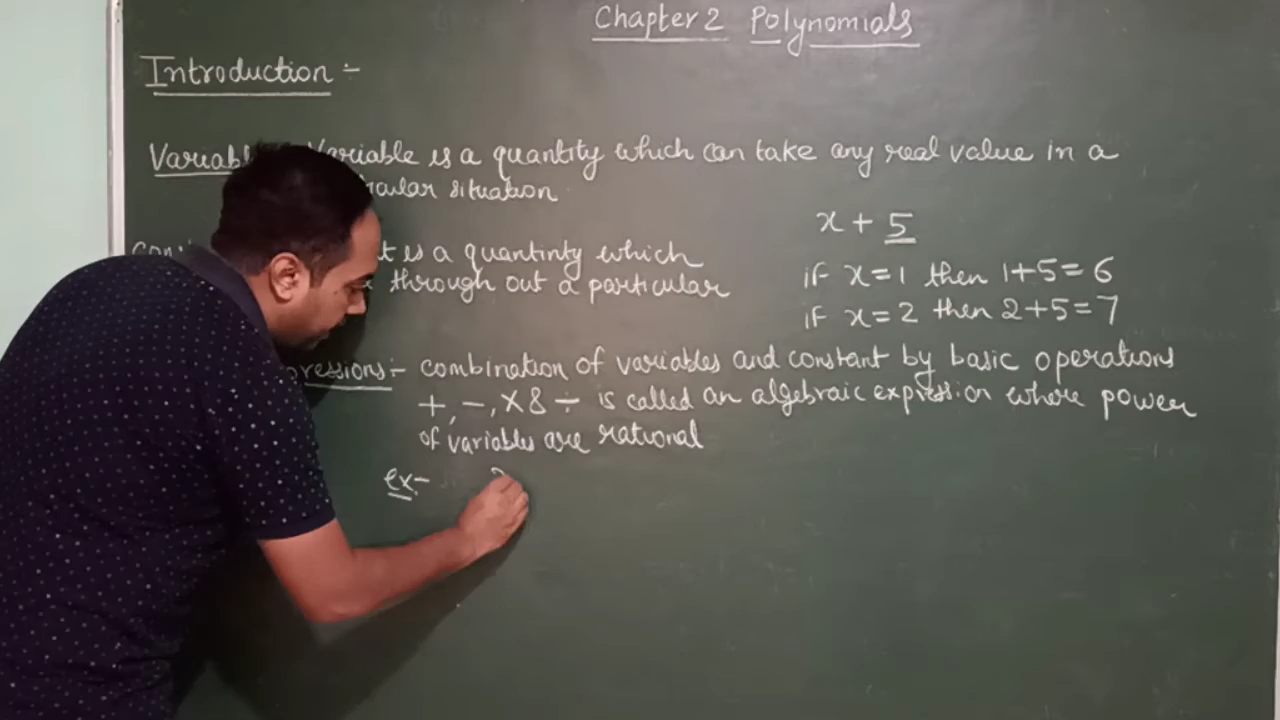 Chapter 2 Polynomials
Introduction :-
Variable is a quantity which can take any real value in a
situation
x + 5
is a quantinty which
if x=1 then 1+5=6
through out a particular
if x=2 then 2+5=7
:- combination of variables and constant by basic operations
+, -, × & ÷ is called an algebraic expression where power
of variables are rational
ex:-